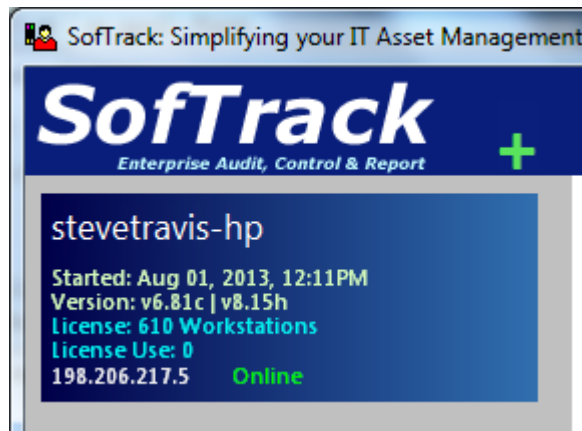 SofTrack: Simplifying your IT Asset Management
SofTrack
Enterprise Audit, Control & Report
+
stevetravis-hp
Started: Aug 01, 2013, 12:11PM
Version: v6.81c | v8.15h
License: 610 Workstations
License Use: 0
198.206.217.5 Online